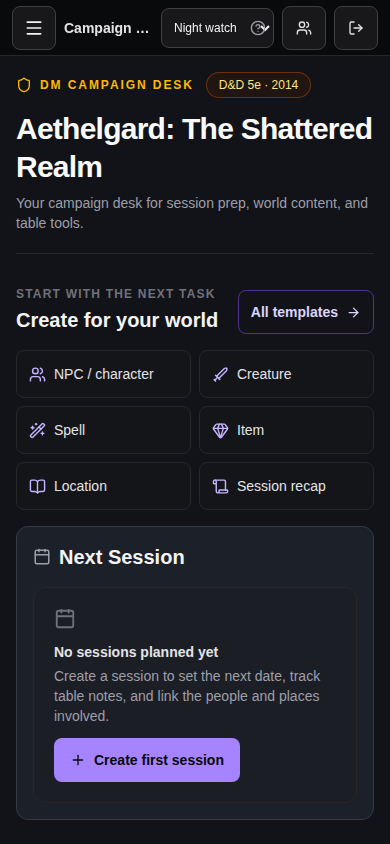 Campaign ...
Night watch
DM CAMPAIGN DESK
D&D 5e · 2014
Aethelgard: The Shattered
Realm
Your campaign desk for session prep, world content, and
table tools.
START WITH THE NEXT TASK
Create for your world
All templates
NPC / character
Creature
Spell
Item
Location
Session recap
Next Session
No sessions planned yet
Create a session to set the next date, track
table notes, and link the people and places
involved.
Create first session